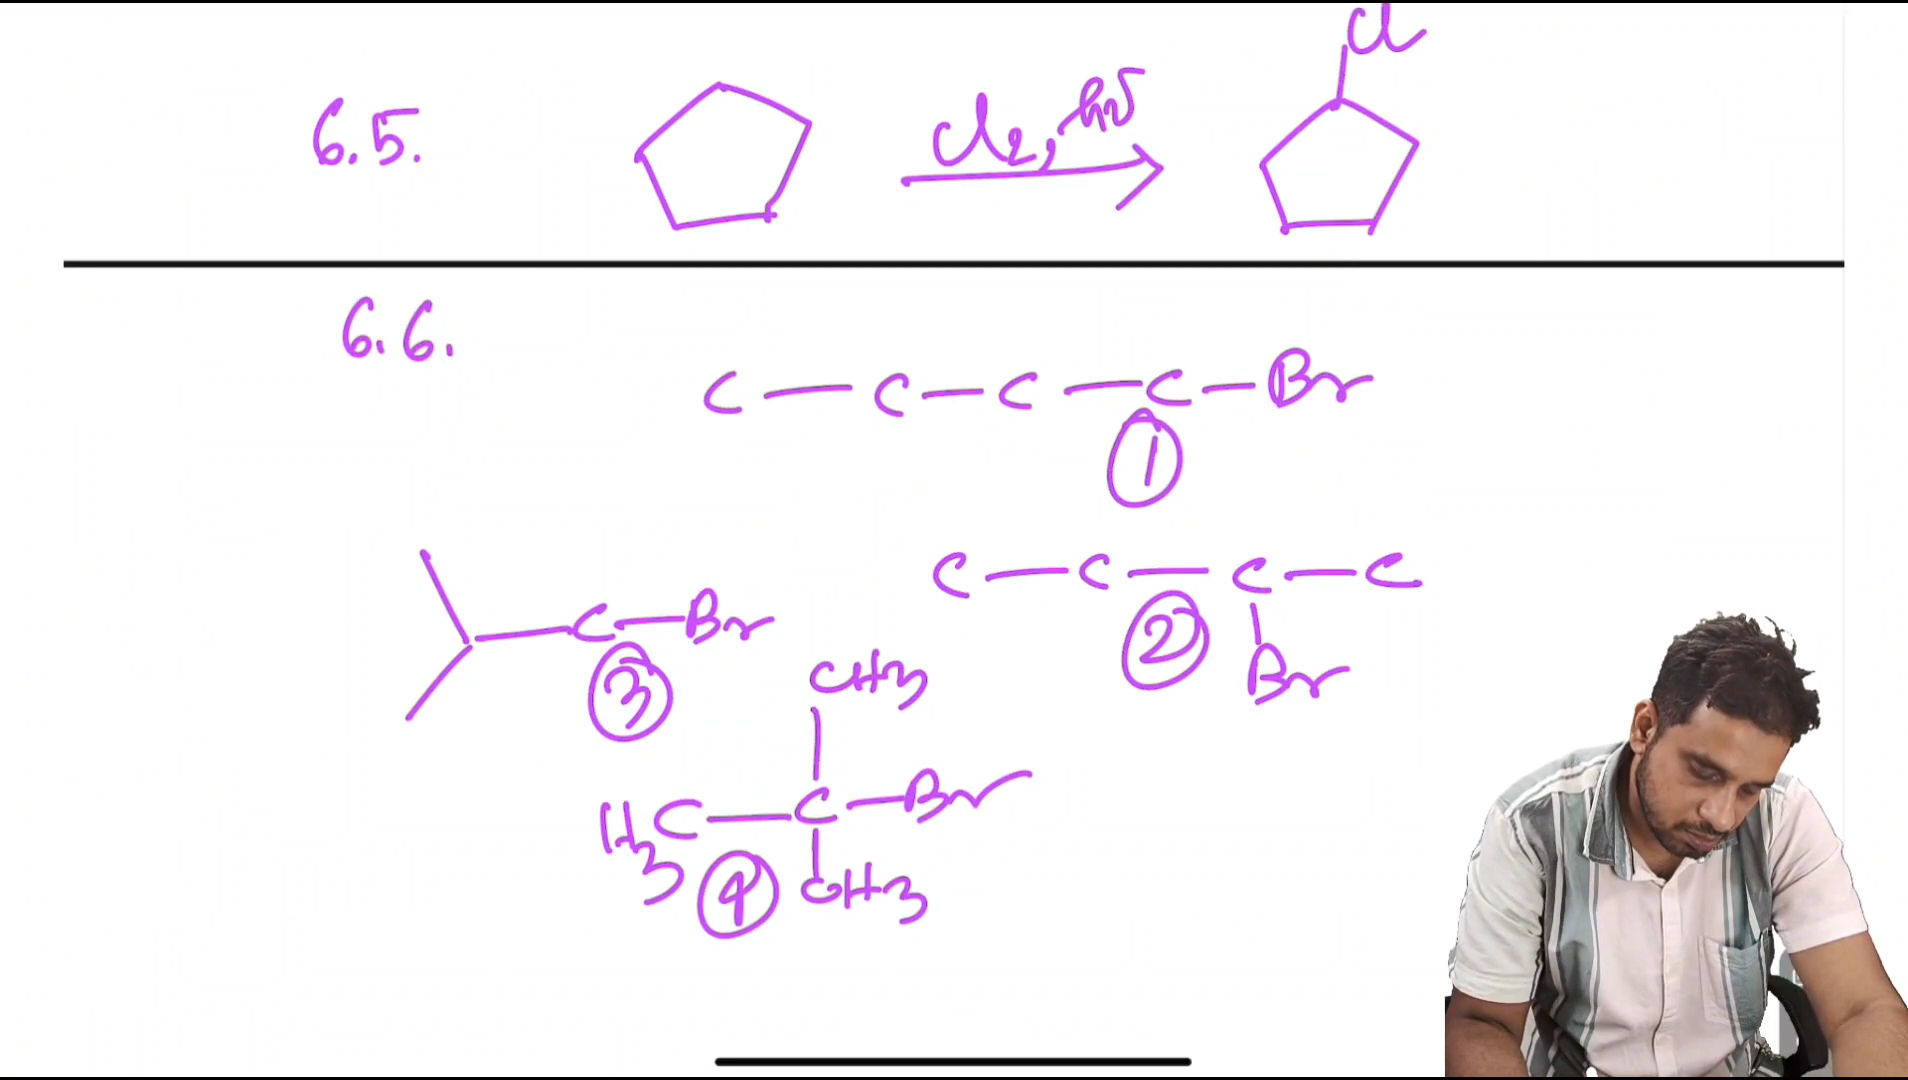 Cl
6.5.
Cl2, hν
6.6.
C — C — C — C — Br
1
C — C — C — C
C — Br
2
Br
3
CH3
H3C — C — Br
4
CH3